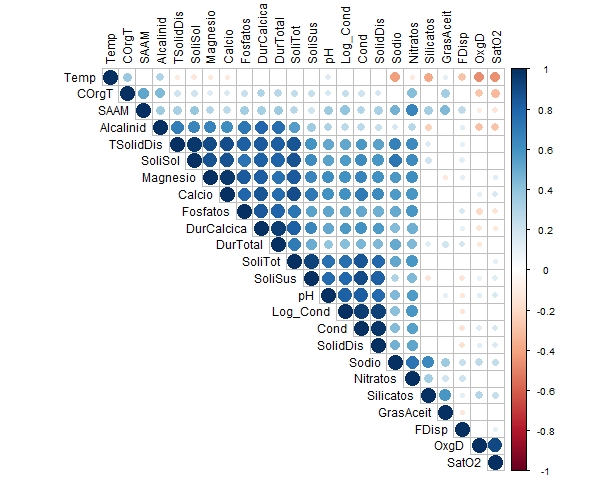 Temp
COrgT
SAAM
Alcalinid
TSolidDis
SoliSol
Magnesio
Calcio
Fosfatos
DurCalcica
DurTotal
SoliTot
SoliSus
pH
Log_Cond
Cond
SolidDis
Sodio
Nitratos
Silicatos
GrasAceit
FDisp
OxgD
SatO2
Temp
COrgT
SAAM
Alcalinid
TSolidDis
SoliSol
Magnesio
Calcio
Fosfatos
DurCalcica
DurTotal
SoliTot
SoliSus
pH
Log_Cond
Cond
SolidDis
Sodio
Nitratos
Silicatos
GrasAceit
FDisp
OxgD
SatO2
1
0.8
0.6
0.4
0.2
0
-0.2
-0.4
-0.6
-0.8
-1